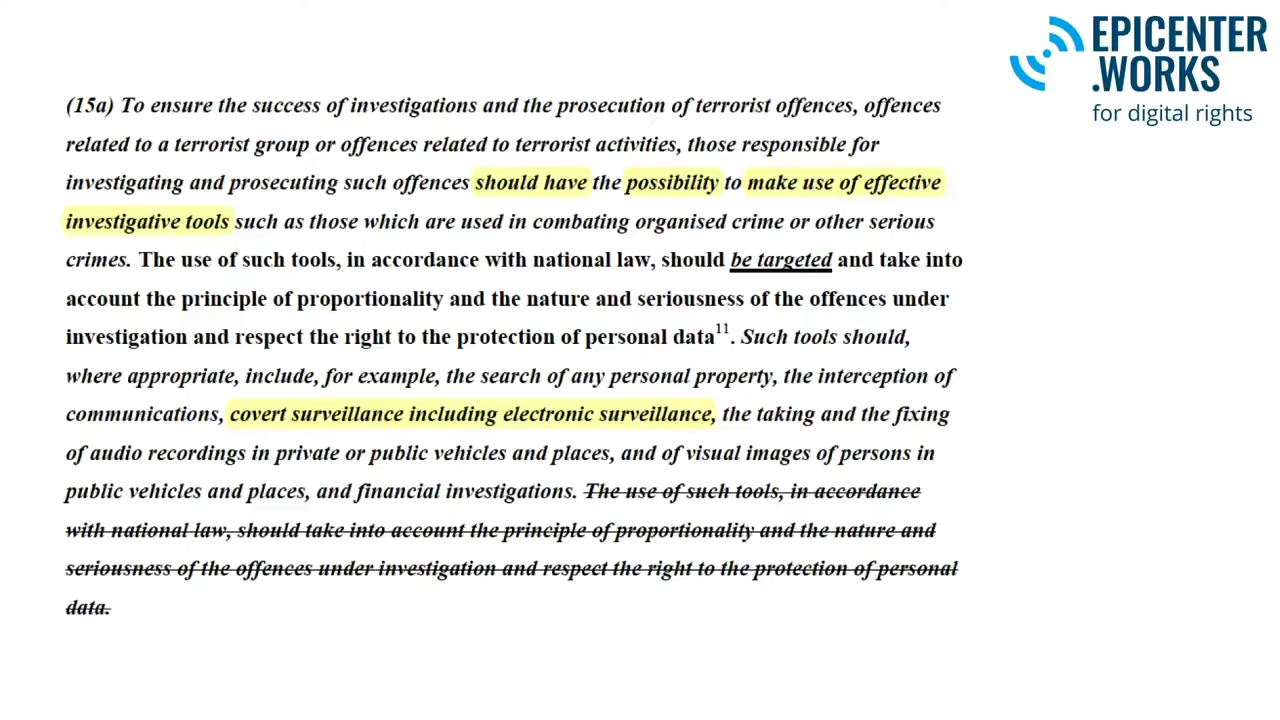 EPICENTER
.WORKS
for digital rights
(15a) To ensure the success of investigations and the prosecution of terrorist offences, offences
related to a terrorist group or offences related to terrorist activities, those responsible for
investigating and prosecuting such offences should have the possibility to make use of effective
investigative tools such as those which are used in combating organised crime or other serious
crimes. The use of such tools, in accordance with national law, should be targeted and take into
account the principle of proportionality and the nature and seriousness of the offences under
investigation and respect the right to the protection of personal data11. Such tools should,
where appropriate, include, for example, the search of any personal property, the interception of
communications, covert surveillance including electronic surveillance, the taking and the fixing
of audio recordings in private or public vehicles and places, and of visual images of persons in
public vehicles and places, and financial investigations. The use of such tools, in accordance
with national law, should take into account the principle of proportionality and the nature and
seriousness of the offences under investigation and respect the right to the protection of personal
data.